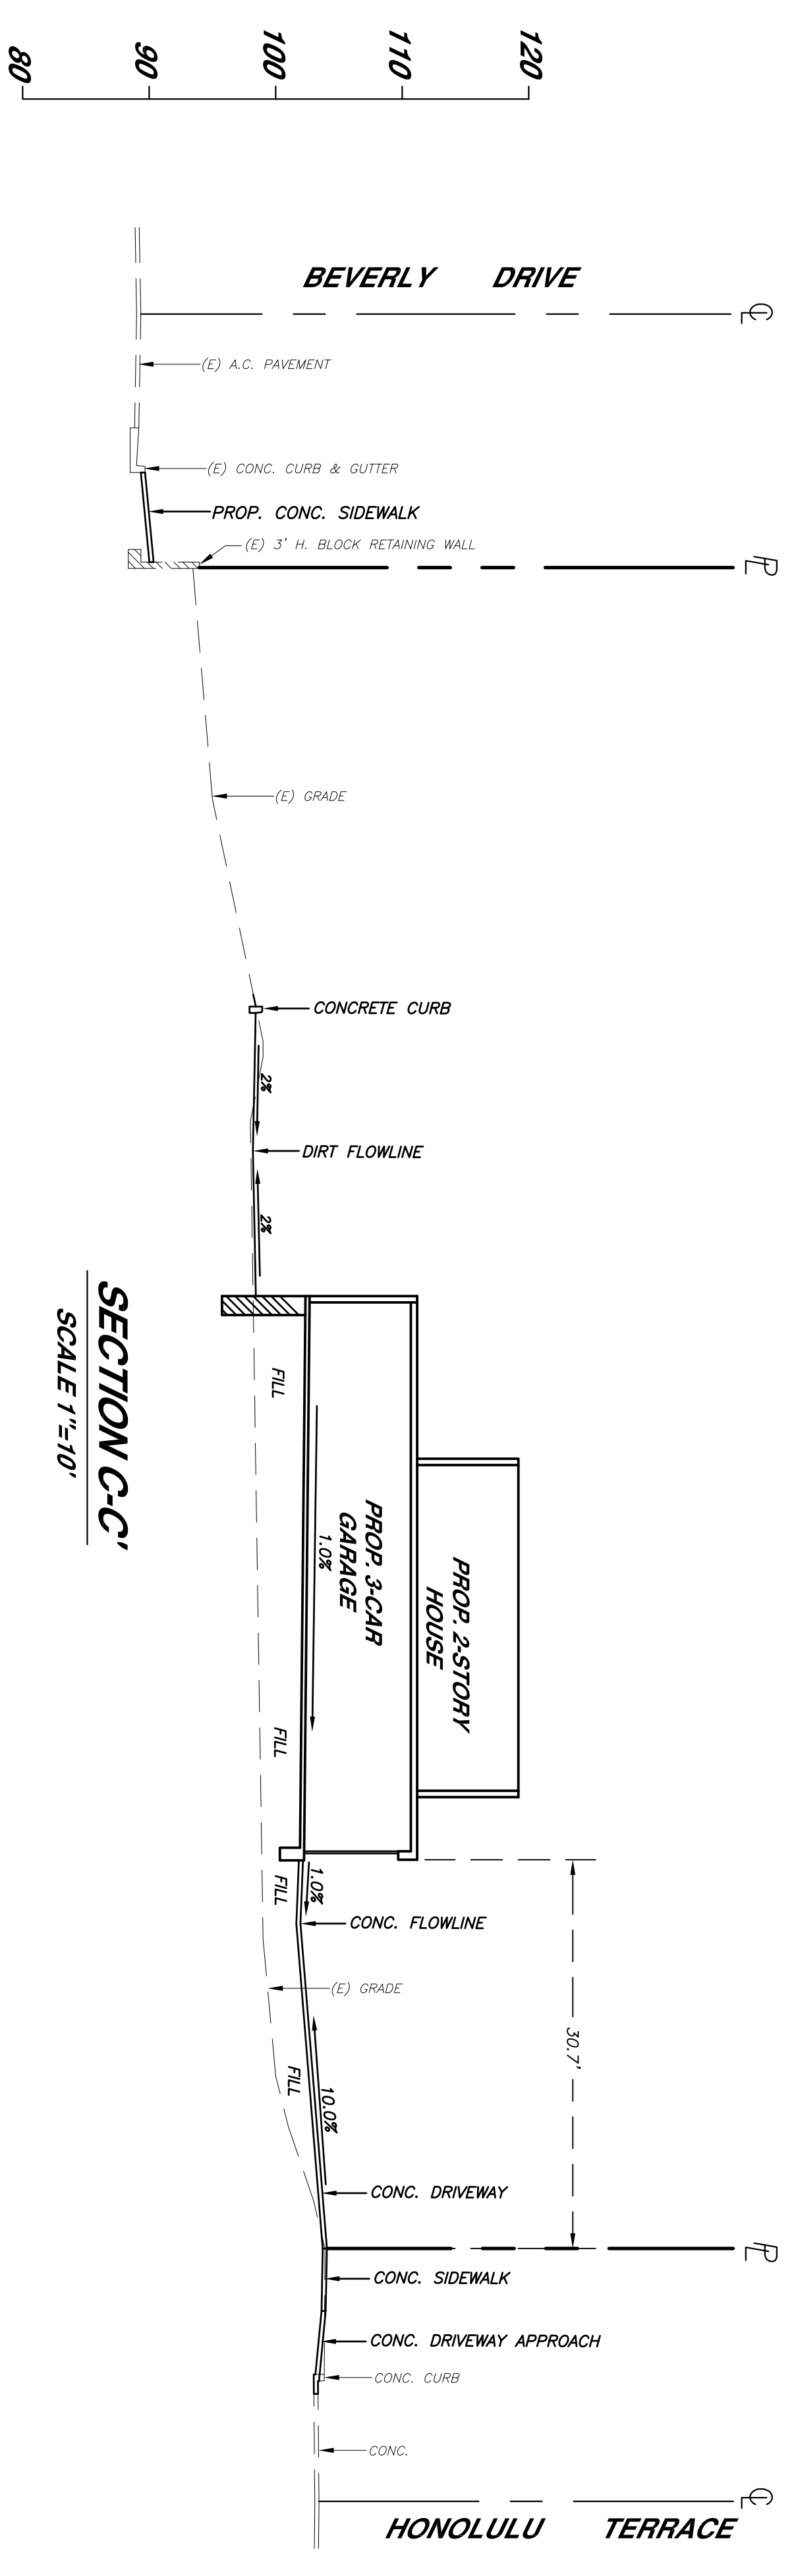 120
110
100
90
80
BEVERLY DRIVE
℄
(E) A.C. PAVEMENT
(E) CONC. CURB & GUTTER
PROP. CONC. SIDEWALK
(E) 3' H. BLOCK RETAINING WALL
PL
(E) GRADE
CONCRETE CURB
2%
DIRT FLOWLINE
2%
FILL
PROP. 3-CAR
GARAGE
1.0%
PROP. 2-STORY
HOUSE
FILL
FILL
1.0%
CONC. FLOWLINE
(E) GRADE
30.7'
FILL
10.0%
CONC. DRIVEWAY
PL
CONC. SIDEWALK
CONC. DRIVEWAY APPROACH
CONC. CURB
CONC.
℄
HONOLULU TERRACE
SECTION C-C'
SCALE 1"=10'